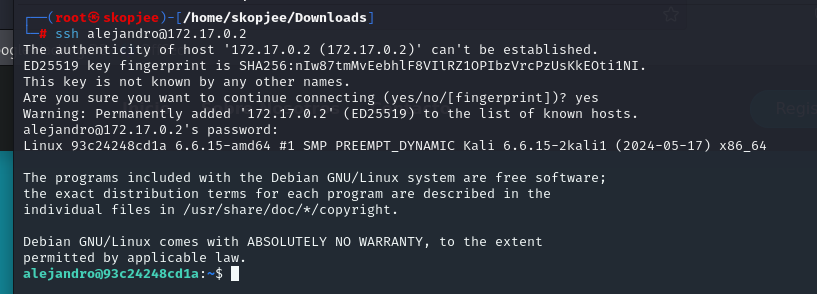 ┌──(root㉿skopjee)-[/home/skopjee/Downloads]
└─# ssh alejandro@172.17.0.2
The authenticity of host '172.17.0.2 (172.17.0.2)' can't be established.
ED25519 key fingerprint is SHA256:nIw87tmMvEebhlF8VIlRZ1OPIbzVrcPzUsKkEOti1NI.
This key is not known by any other names.
Are you sure you want to continue connecting (yes/no/[fingerprint])? yes
Warning: Permanently added '172.17.0.2' (ED25519) to the list of known hosts.
alejandro@172.17.0.2's password:
Linux 93c24248cd1a 6.6.15-amd64 #1 SMP PREEMPT_DYNAMIC Kali 6.6.15-2kali1 (2024-05-17) x86_64

The programs included with the Debian GNU/Linux system are free software;
the exact distribution terms for each program are described in the
individual files in /usr/share/doc/*/copyright.

Debian GNU/Linux comes with ABSOLUTELY NO WARRANTY, to the extent
permitted by applicable law.
alejandro@93c24248cd1a:~$